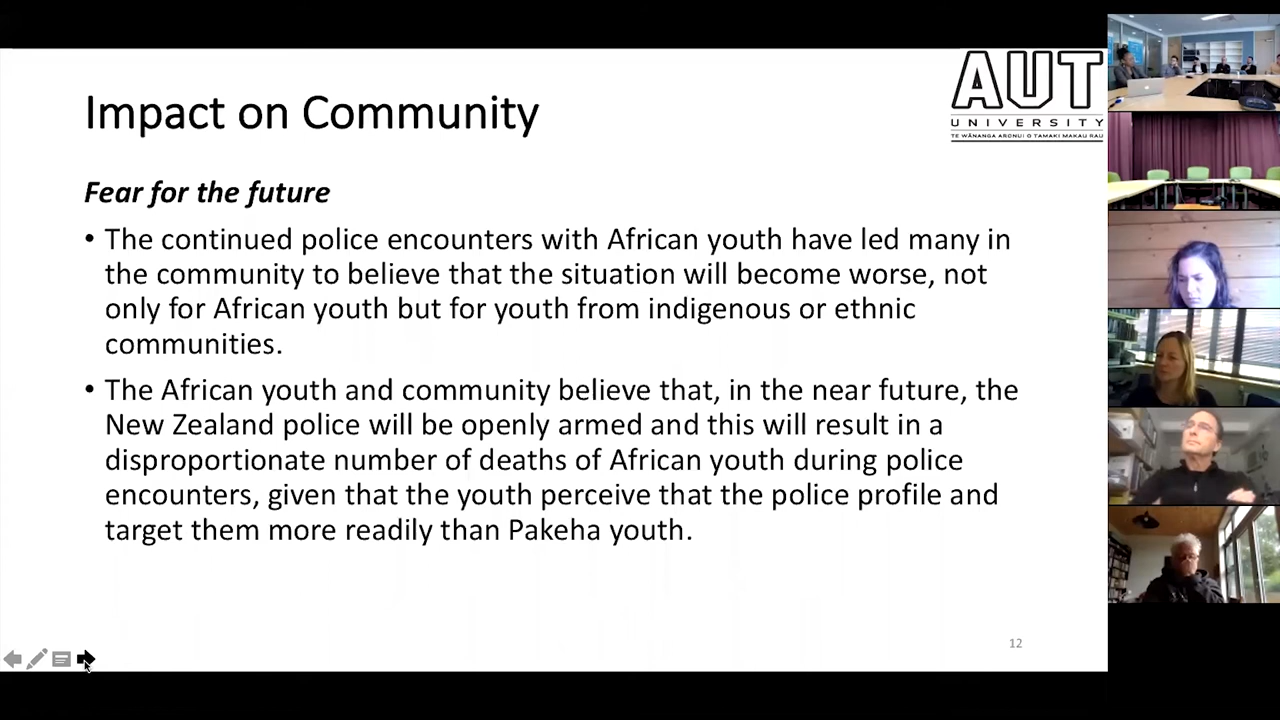 Impact on Community
AUT
UNIVERSITY
TE WĀNANGA ARONUI O TAMAKI MAKAU RAU
Fear for the future
• The continued police encounters with African youth have led many in
the community to believe that the situation will become worse, not
only for African youth but for youth from indigenous or ethnic
communities.
• The African youth and community believe that, in the near future, the
New Zealand police will be openly armed and this will result in a
disproportionate number of deaths of African youth during police
encounters, given that the youth perceive that the police profile and
target them more readily than Pakeha youth.
12